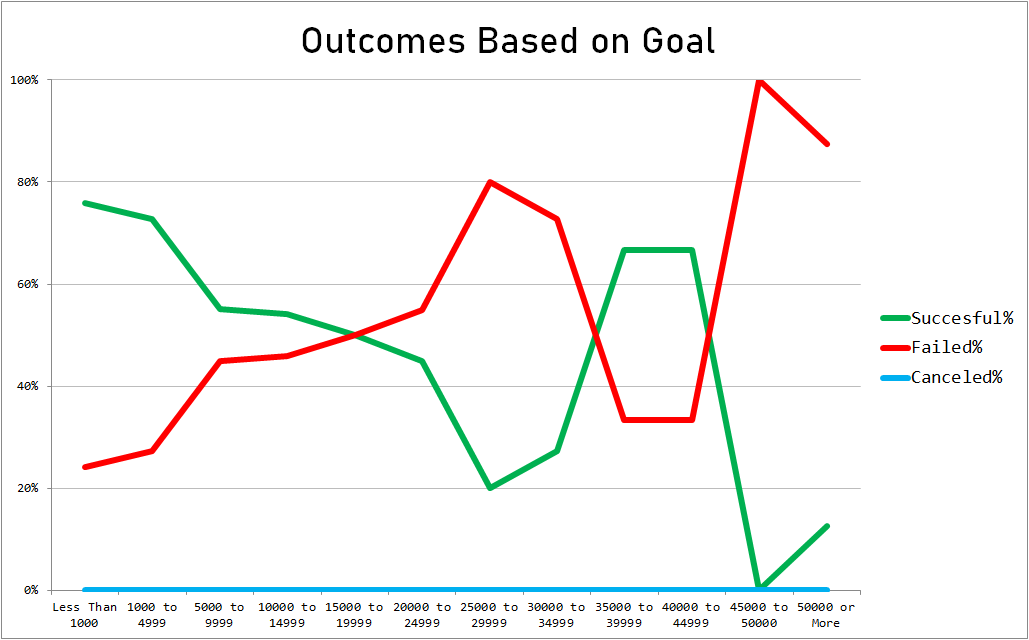 Outcomes Based on Goal
100%
80%
60%
40%
20%
0%
Less Than
1000
1000 to
4999
5000 to
9999
10000 to
14999
15000 to
19999
20000 to
24999
25000 to
29999
30000 to
34999
35000 to
39999
40000 to
44999
45000 to
50000
50000 or
More
Succesful%
Failed%
Canceled%